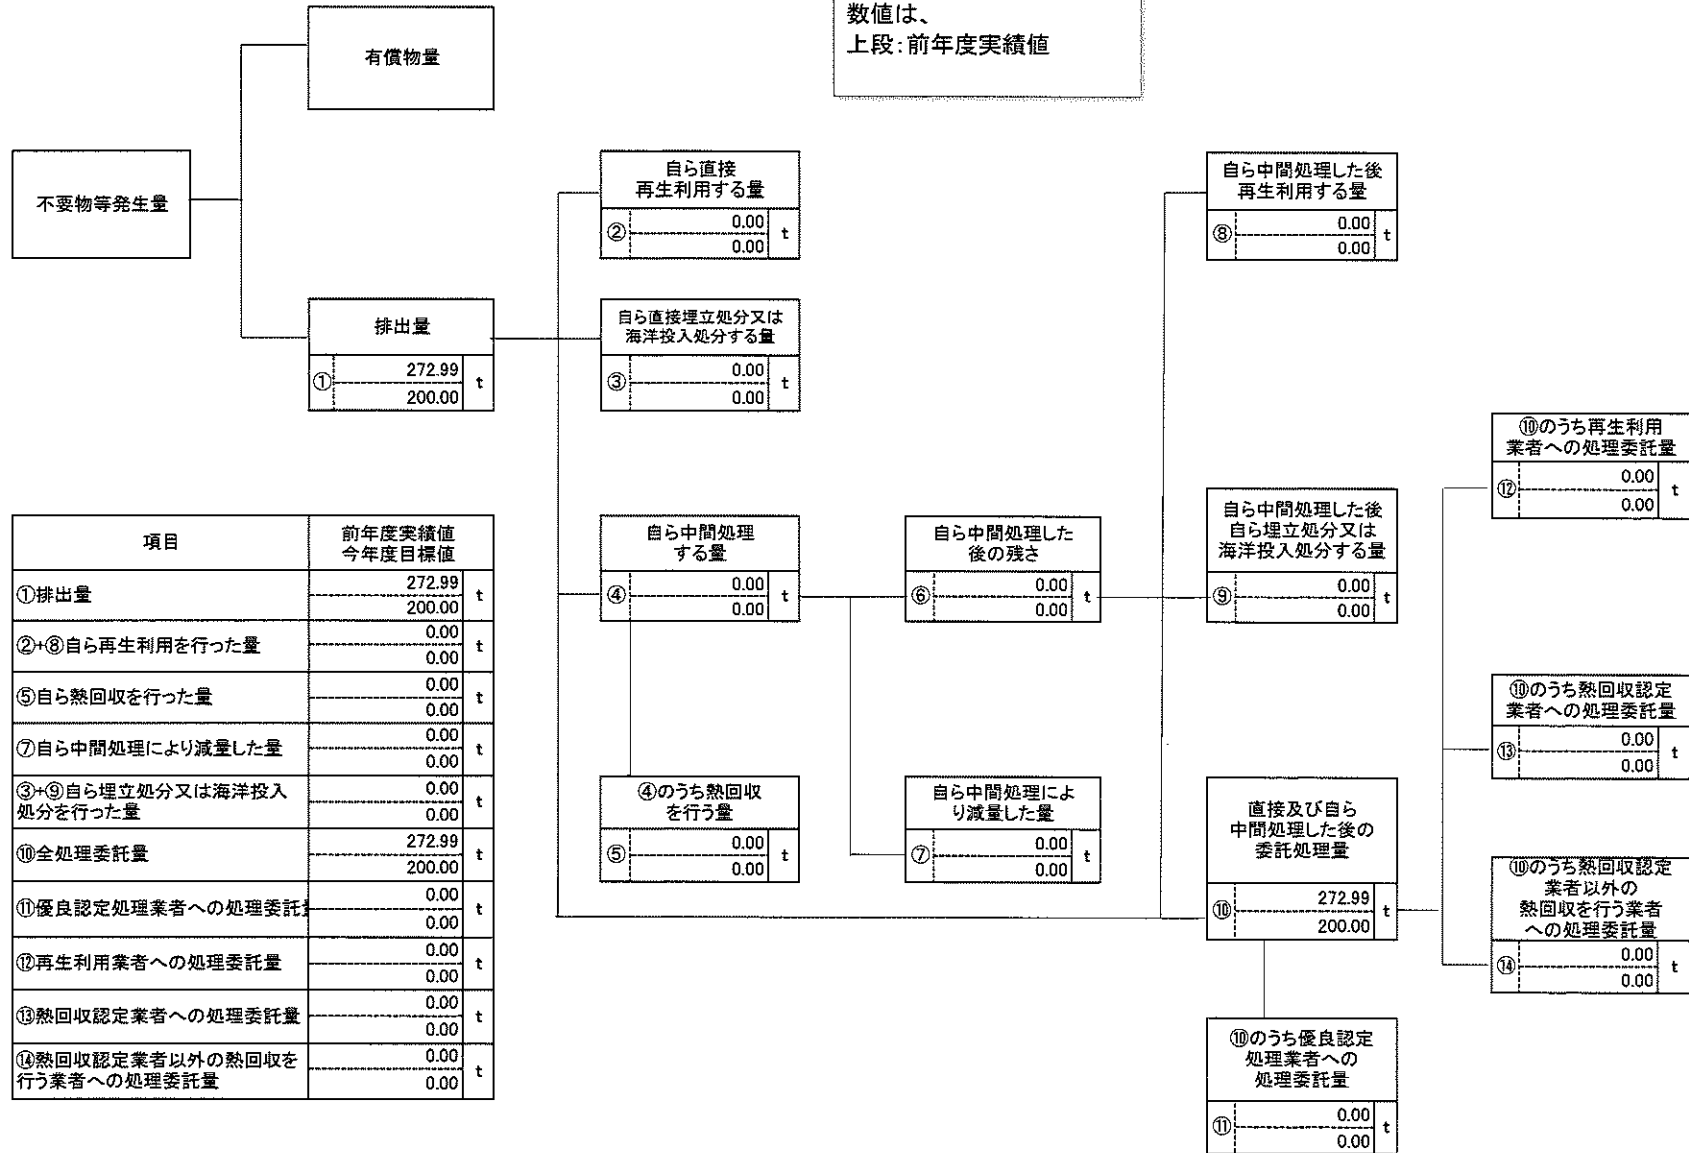 数値は、
上段:前年度実績値
有償物量
不要物等発生量
自ら直接
再生利用する量
② 0.00 t
0.00
自ら中間処理した後
再生利用する量
⑧ 0.00 t
0.00
排出量
① 272.99 t
200.00
自ら直接埋立処分又は
海洋投入処分する量
③ 0.00 t
0.00
⑩のうち再生利用
業者への処理委託量
⑫ 0.00 t
0.00
自ら中間処理
する量
④ 0.00 t
0.00
自ら中間処理した
後の残さ
⑥ 0.00 t
0.00
自ら中間処理した後
自ら埋立処分又は
海洋投入処分する量
⑨ 0.00 t
0.00
⑩のうち熱回収認定
業者への処理委託量
⑬ 0.00 t
0.00
④のうち熱回収
を行う量
⑤ 0.00 t
0.00
自ら中間処理によ
り減量した量
⑦ 0.00 t
0.00
直接及び自ら
中間処理した後の
委託処理量
⑩ 272.99 t
200.00
⑩のうち熱回収認定
業者以外の
熱回収を行う業者
への処理委託量
⑭ 0.00 t
0.00
⑩のうち優良認定
処理業者への
処理委託量
⑪ 0.00 t
0.00
項目 前年度実績値
今年度目標値
①排出量 272.99 t
200.00
②+⑧自ら再生利用を行った量 0.00 t
0.00
⑤自ら熱回収を行った量 0.00 t
0.00
⑦自ら中間処理により減量した量 0.00 t
0.00
③+⑨自ら埋立処分又は海洋投入
処分を行った量 0.00 t
0.00
⑩全処理委託量 272.99 t
200.00
⑪優良認定処理業者への処理委託 0.00 t
0.00
⑫再生利用業者への処理委託量 0.00 t
0.00
⑬熱回収認定業者への処理委託量 0.00 t
0.00
⑭熱回収認定業者以外の熱回収を
行う業者への処理委託量 0.00 t
0.00